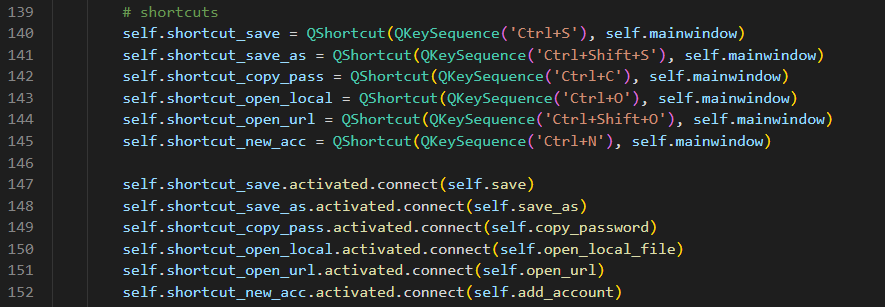 139 # shortcuts
140 self.shortcut_save = QShortcut(QKeySequence('Ctrl+S'), self.mainwindow)
141 self.shortcut_save_as = QShortcut(QKeySequence('Ctrl+Shift+S'), self.mainwindow)
142 self.shortcut_copy_pass = QShortcut(QKeySequence('Ctrl+C'), self.mainwindow)
143 self.shortcut_open_local = QShortcut(QKeySequence('Ctrl+O'), self.mainwindow)
144 self.shortcut_open_url = QShortcut(QKeySequence('Ctrl+Shift+O'), self.mainwindow)
145 self.shortcut_new_acc = QShortcut(QKeySequence('Ctrl+N'), self.mainwindow)
146
147 self.shortcut_save.activated.connect(self.save)
148 self.shortcut_save_as.activated.connect(self.save_as)
149 self.shortcut_copy_pass.activated.connect(self.copy_password)
150 self.shortcut_open_local.activated.connect(self.open_local_file)
151 self.shortcut_open_url.activated.connect(self.open_url)
152 self.shortcut_new_acc.activated.connect(self.add_account)